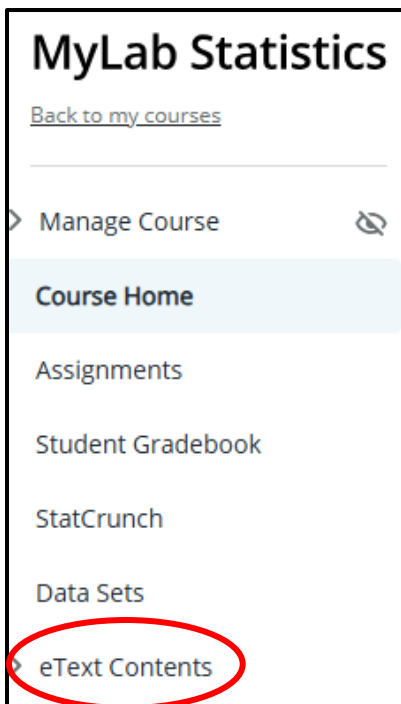 MyLab Statistics
Back to my courses
Manage Course
Course Home
Assignments
Student Gradebook
StatCrunch
Data Sets
eText Contents